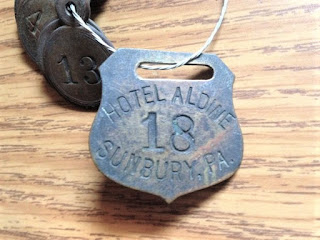 HOTEL ALDINE
18
SUNBURY, PA.
13